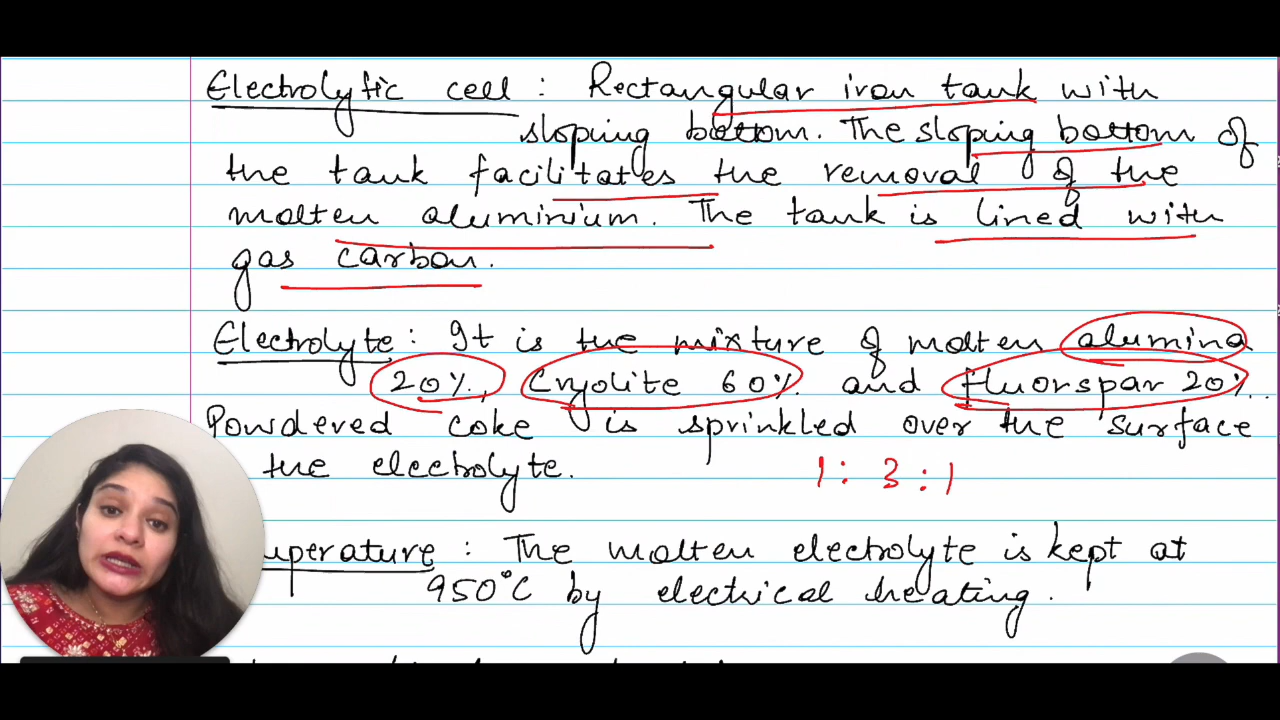 Electrolytic cell : Rectangular iron tank with
sloping bottom. The sloping bottom of
the tank facilitates the removal of the
molten aluminium. The tank is lined with
gas carbon.
Electrolyte : It is the mixture of molten alumina
20%, Cryolite 60% and fluorspar 20%.
Powdered coke is sprinkled over the surface
the electrolyte.
1 : 3 : 1
perature : The molten electrolyte is kept at
950°C by electrical heating.